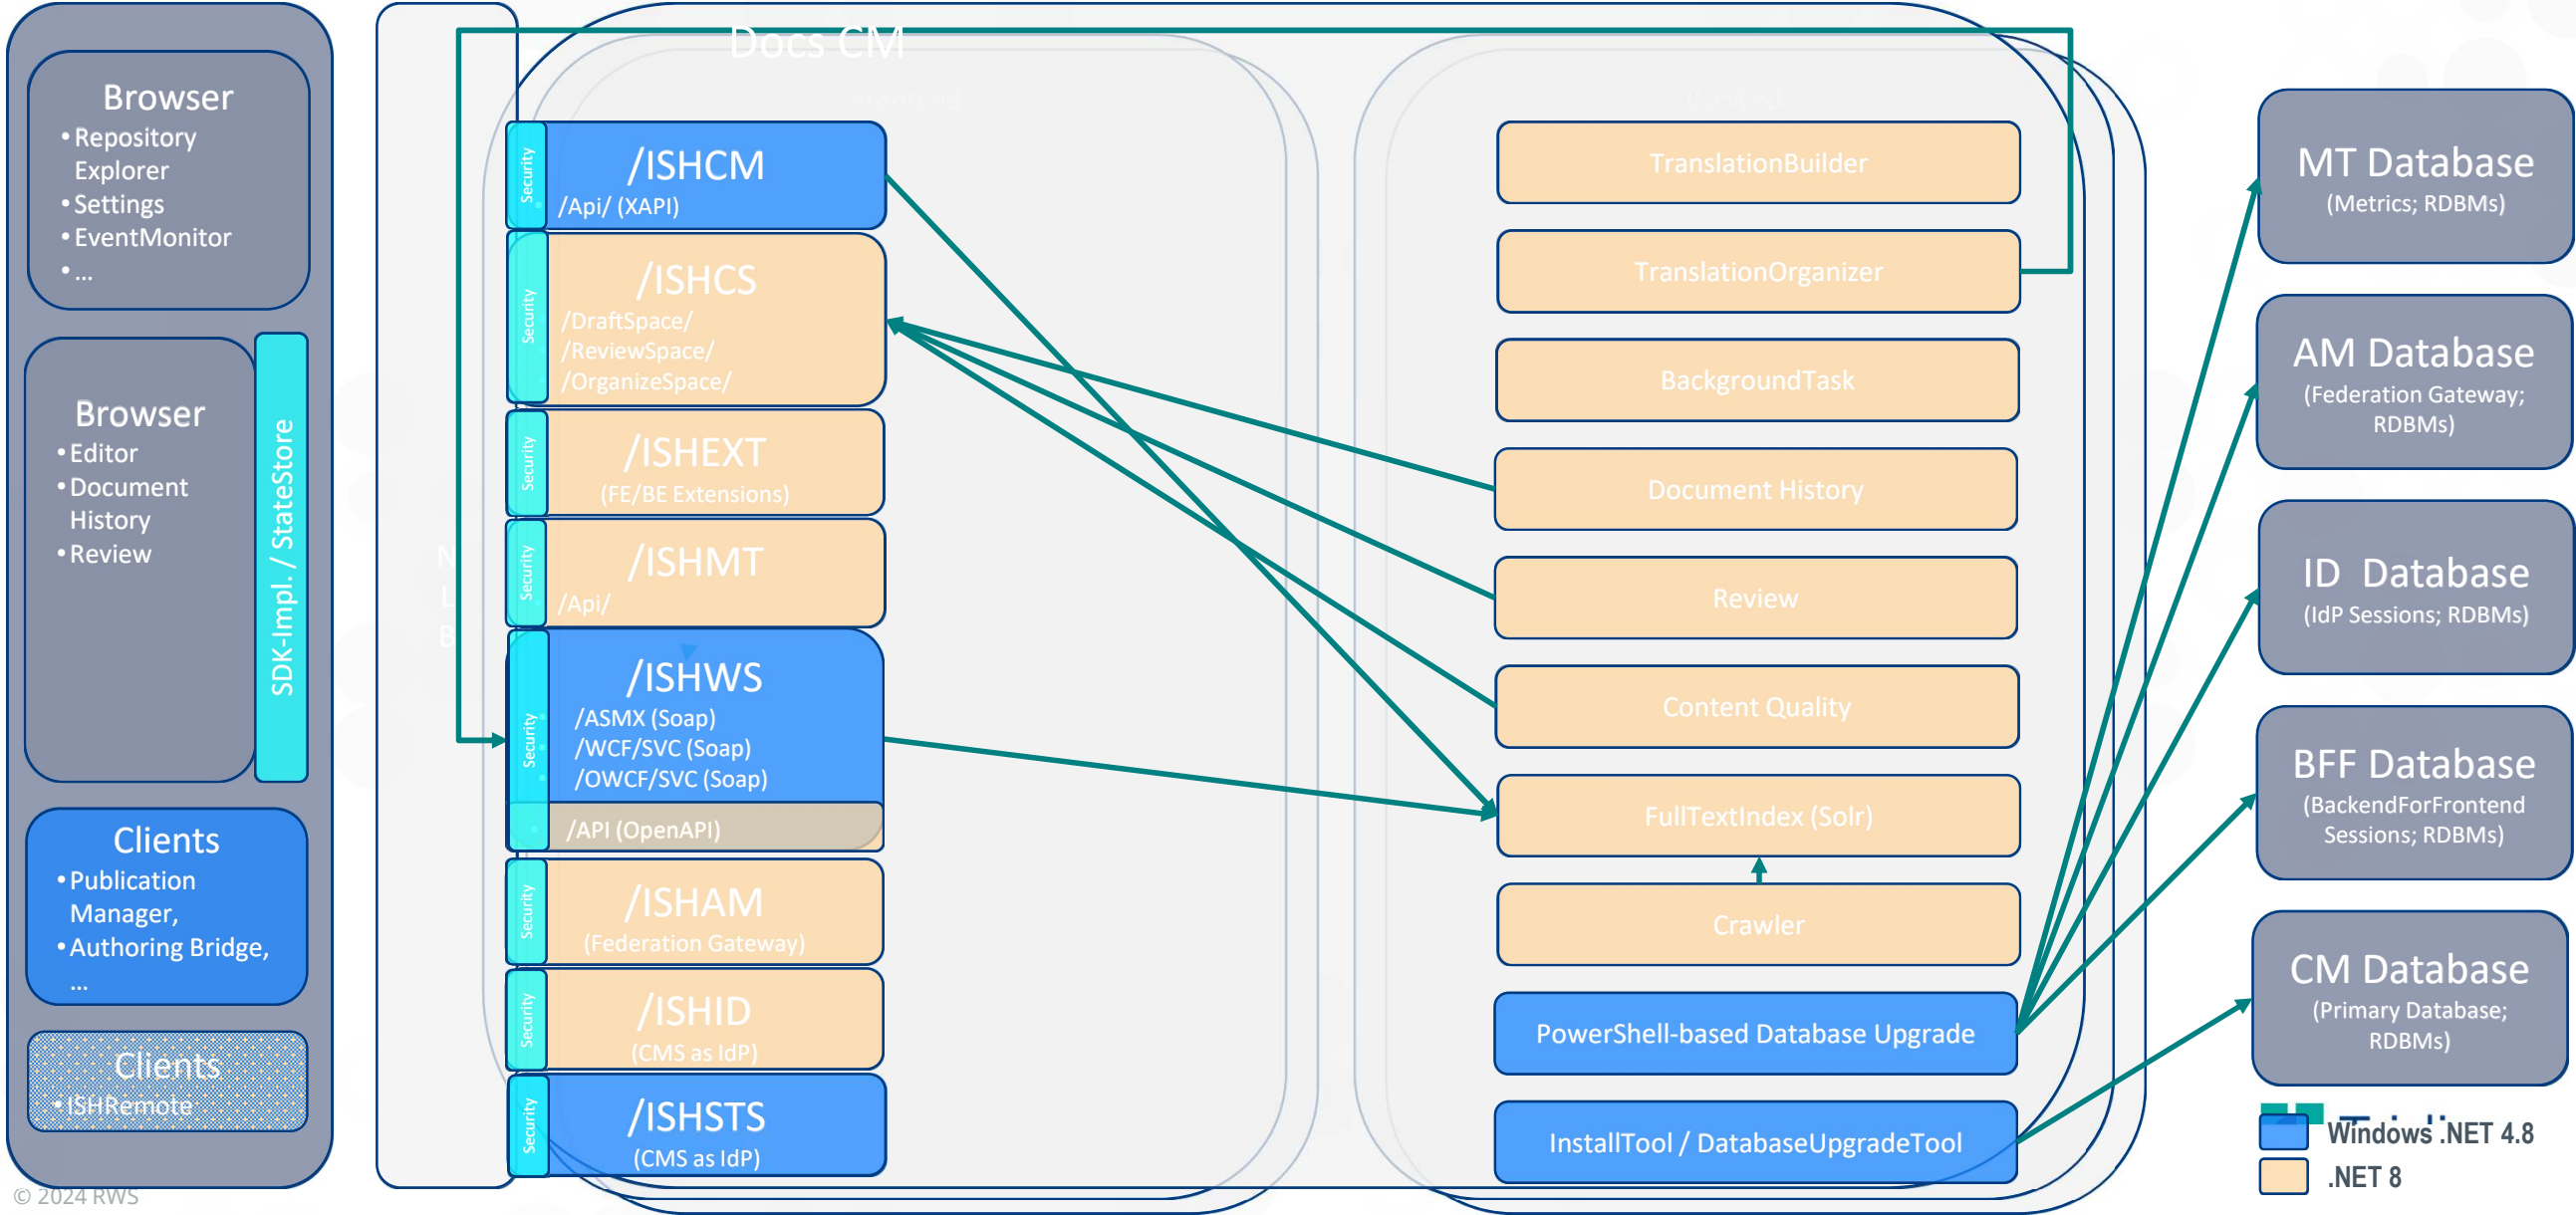 Browser
• Repository
Explorer
• Settings
• EventMonitor
• ...
Browser
• Editor
• Document
History
• Review
SDK-Impl. / StateStore
Clients
• Publication
Manager,
• Authoring Bridge,
...
Clients
• ISHRemote
© 2024 RWS
N
L
B
Docs CM
FrontEnd
Security
/ISHCM
/Api/ (XAPI)
Security
/ISHCS
/DraftSpace/
/ReviewSpace/
/OrganizeSpace/
Security
/ISHEXT
(FE/BE Extensions)
Security
/ISHMT
/Api/
Security
/ISHWS
/ASMX (Soap)
/WCF/SVC (Soap)
/OWCF/SVC (Soap)
/API (OpenAPI)
Security
/ISHAM
(Federation Gateway)
Security
/ISHID
(CMS as IdP)
Security
/ISHSTS
(CMS as IdP)
BackEnd
TranslationBuilder
TranslationOrganizer
BackgroundTask
Document History
Review
Content Quality
FullTextIndex (Solr)
Crawler
PowerShell-based Database Upgrade
InstallTool / DatabaseUpgradeTool
MT Database
(Metrics; RDBMs)
AM Database
(Federation Gateway;
RDBMs)
ID Database
(IdP Sessions; RDBMs)
BFF Database
(BackendForFrontend
Sessions; RDBMs)
CM Database
(Primary Database;
RDBMs)
Windows .NET 4.8
.NET 8